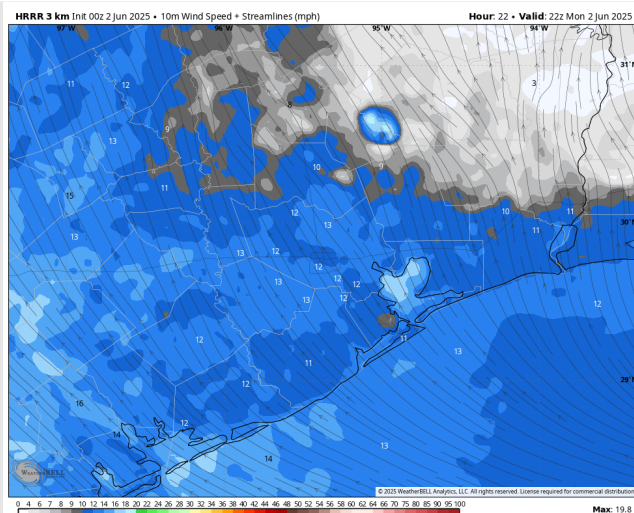 HRRR 3 km Init 00z 2 Jun 2025 • 10m Wind Speed + Streamlines (mph)
Hour: 22 • Valid: 22z Mon 2 Jun 2025
97°W 96°W 95°W 94°W
31°N
11 12 3
8
13 9
10 9
11
15 12 10 11
30°N
13 13 11
13 12
12
13 12 12
13 12 12
12 11
11 13
29°N
12
16
14 12
13
14
WEATHERBELL
© 2025 WeatherBELL Analytics, LLC. All rights reserved. License required for commercial distribution
0 4 6 7 8 9 10 12 14 16 18 20 22 24 26 28 30 32 34 36 38 40 42 44 46 48 50 52 54 56 58 60 62 64 66 70 75 80 85 90 95 100
Max: 19.8